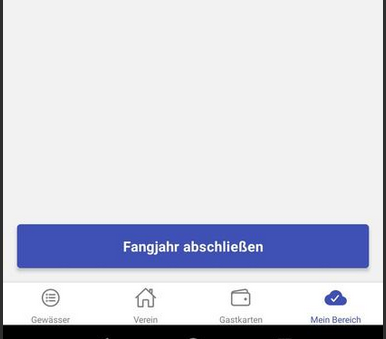 Fangjahr abschließen
Gewässer Verein Gastkarten Mein Bereich